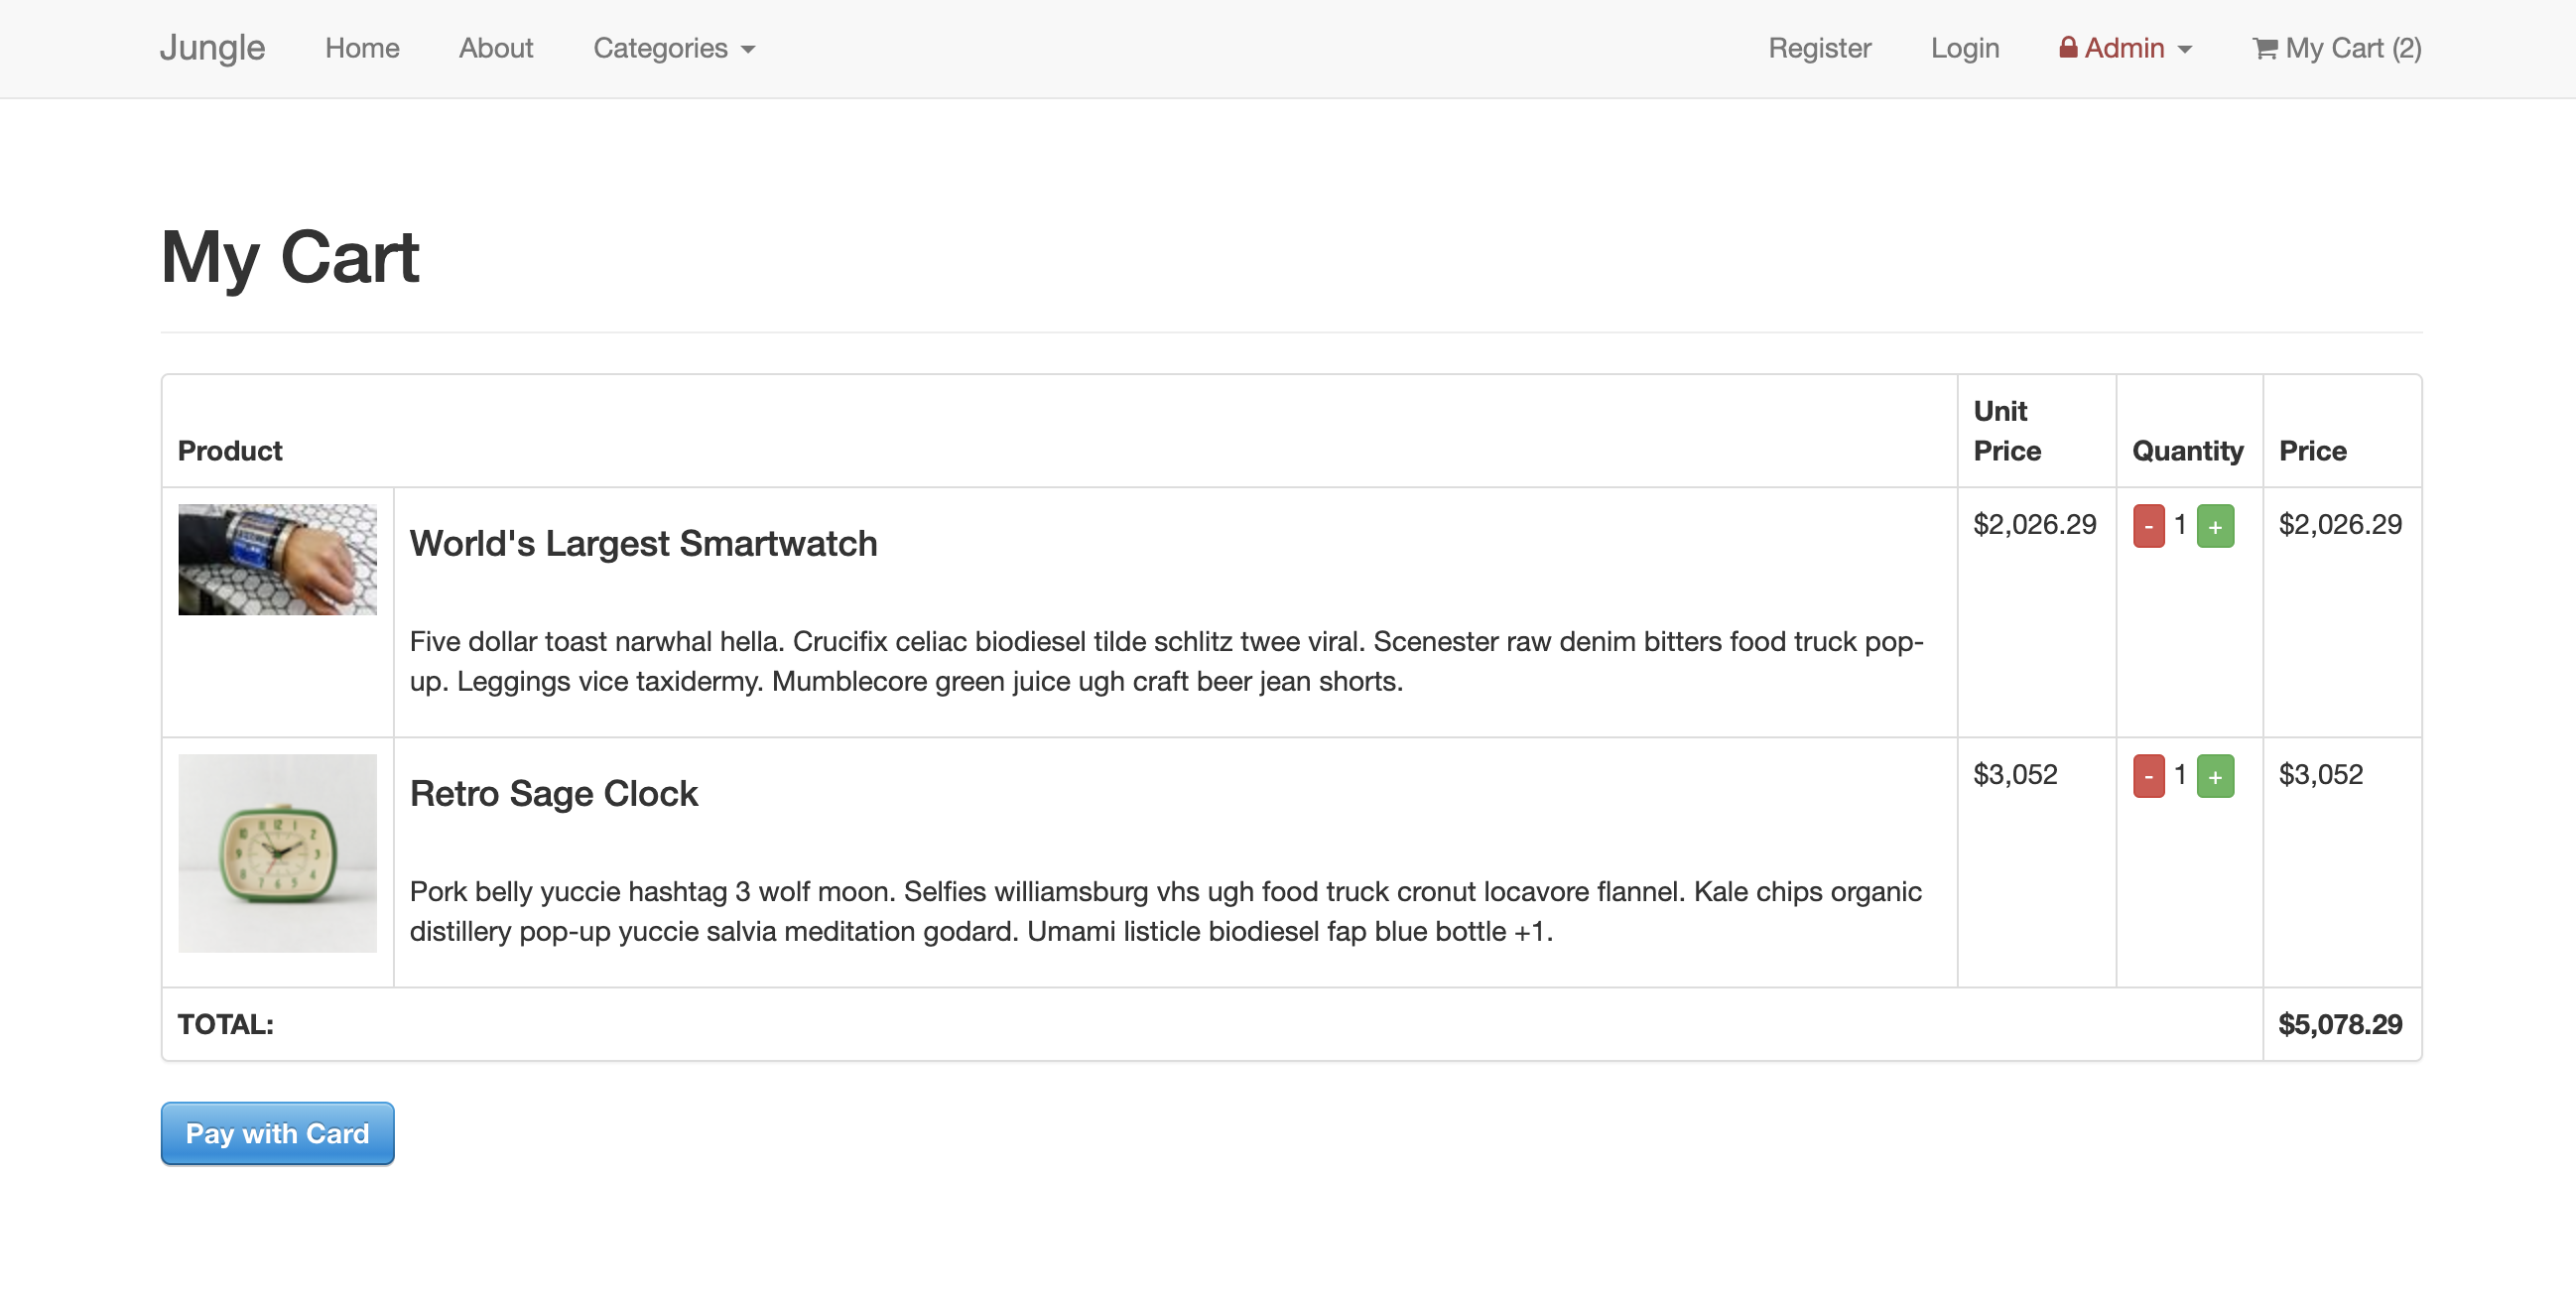 Jungle Home About Categories Register Login Admin My Cart (2)
My Cart
Product Unit Price Quantity Price
World's Largest Smartwatch $2,026.29 - 1 + $2,026.29
Five dollar toast narwhal hella. Crucifix celiac biodiesel tilde schlitz twee viral. Scenester raw denim bitters food truck pop-
up. Leggings vice taxidermy. Mumblecore green juice ugh craft beer jean shorts.
Retro Sage Clock $3,052 - 1 + $3,052
Pork belly yuccie hashtag 3 wolf moon. Selfies williamsburg vhs ugh food truck cronut locavore flannel. Kale chips organic
distillery pop-up yuccie salvia meditation godard. Umami listicle biodiesel fap blue bottle +1.
TOTAL: $5,078.29
Pay with Card